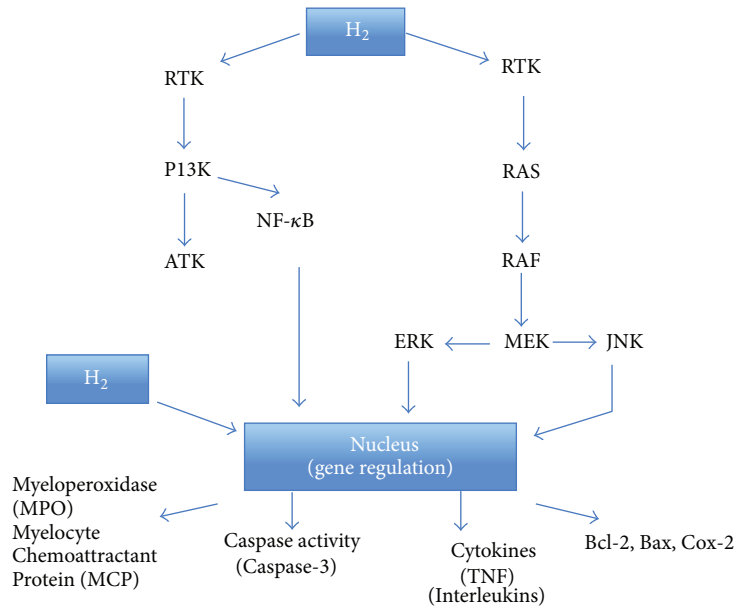 H₂
RTK
RTK
P13K
RAS
NF-κB
ATK
RAF
ERK
MEK
JNK
H₂
Nucleus
(gene regulation)
Myeloperoxidase
(MPO)
Myelocyte
Chemoattractant
Protein (MCP)
Caspase activity
(Caspase-3)
Cytokines
(TNF)
(Interleukins)
Bcl-2, Bax, Cox-2